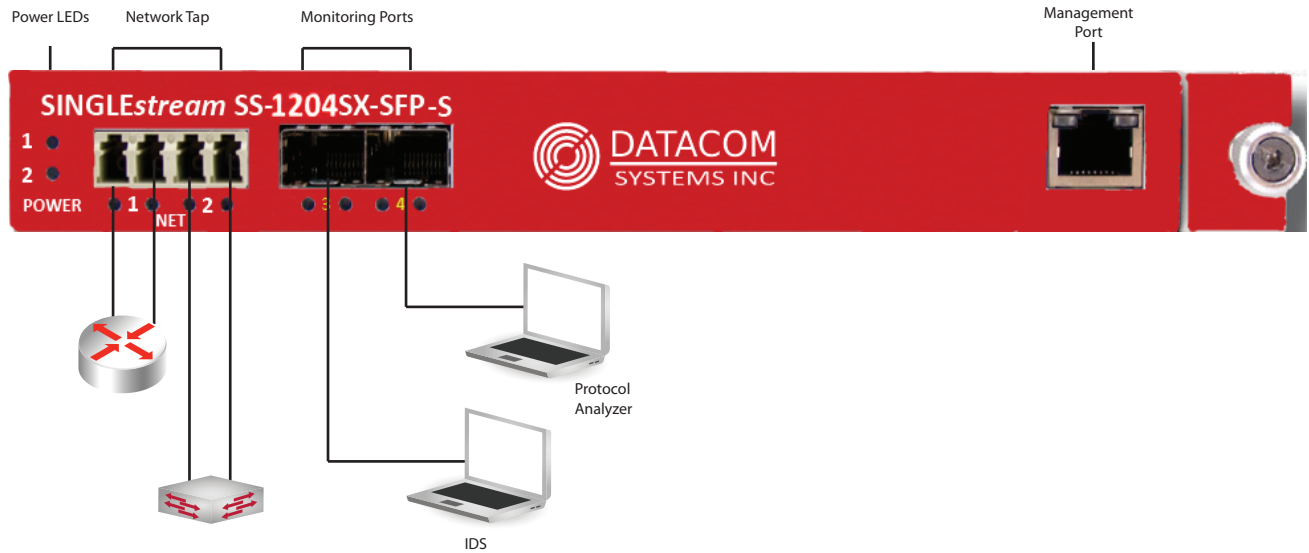 Power LEDs
Network Tap
Monitoring Ports
Management
Port
SINGLEstream SS-1204SX-SFP-S
1
2
POWER
1
2
NET
3
4
DATACOM
SYSTEMS INC
Protocol
Analyzer
IDS